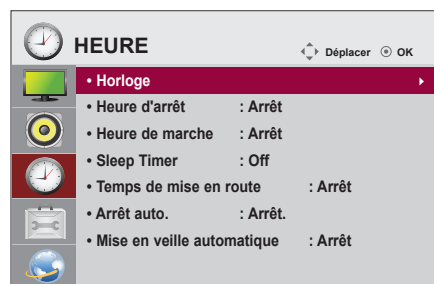 HEURE
Déplacer OK
• Horloge
• Heure d'arrêt : Arrêt
• Heure de marche : Arrêt
• Sleep Timer : Off
• Temps de mise en route : Arrêt
• Arrêt auto. : Arrêt.
• Mise en veille automatique : Arrêt